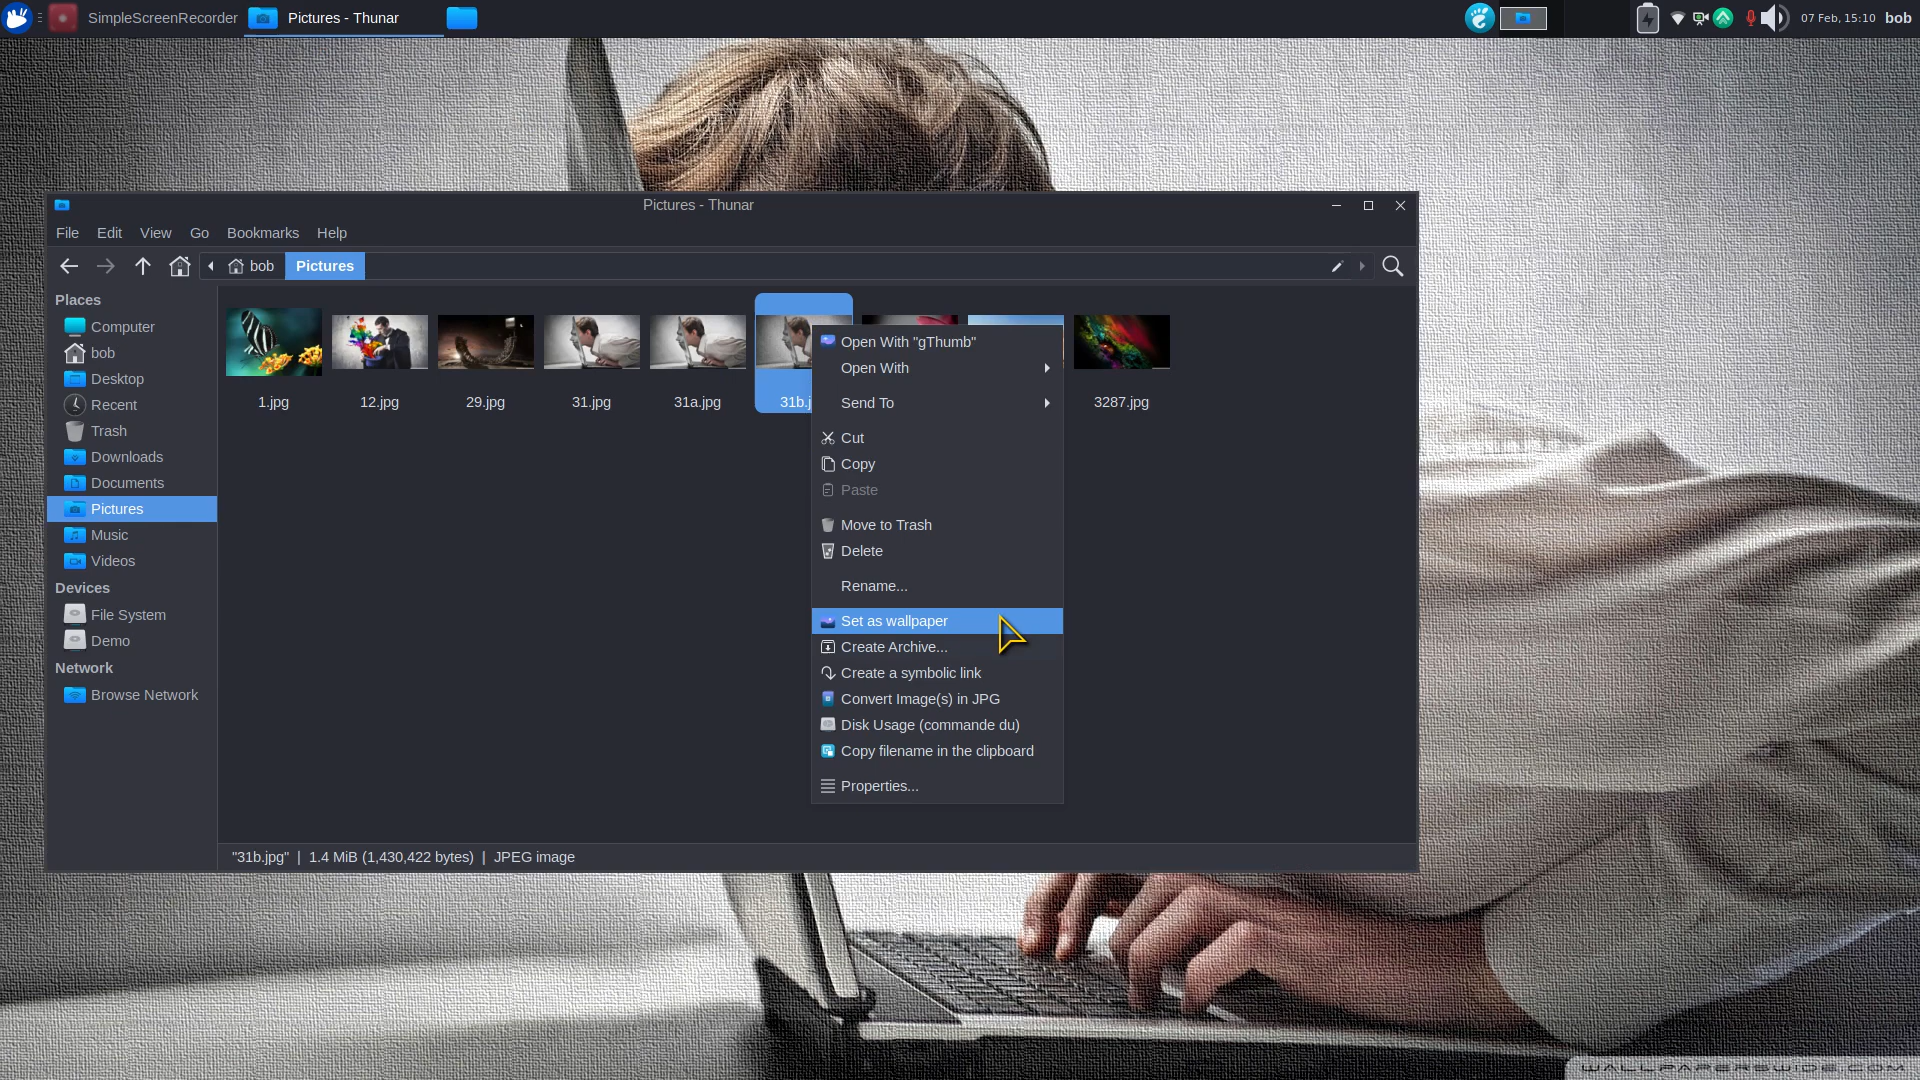 SimpleScreenRecorder
Pictures - Thunar
07 Feb, 15:10
bob
Pictures - Thunar
File
Edit
View
Go
Bookmarks
Help
bob
Pictures
Places
Computer
bob
Desktop
Recent
Trash
Downloads
Documents
Pictures
Music
Videos
Devices
File System
Demo
Network
Browse Network
1.jpg
12.jpg
29.jpg
31.jpg
31a.jpg
31b.j
3287.jpg
Open With "gThumb"
Open With
Send To
Cut
Copy
Paste
Move to Trash
Delete
Rename...
Set as wallpaper
Create Archive...
Create a symbolic link
Convert Image(s) in JPG
Disk Usage (commande du)
Copy filename in the clipboard
Properties...
"31b.jpg" | 1.4 MiB (1,430,422 bytes) | JPEG image
WALLPAPERSWIDE.COM